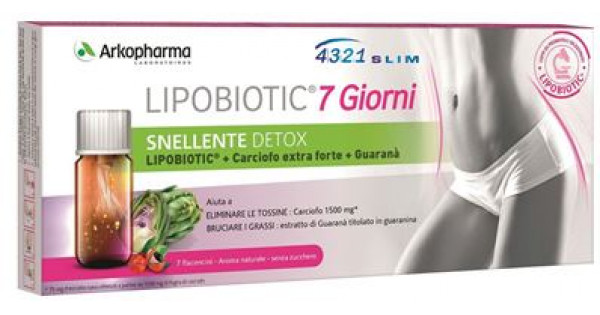 Arkopharma
LABORATOIRES
4321 SLIM
LIPOBIOTIC® 7 Giorni
SNELLENTE DETOX
LIPOBIOTIC® + Carciofo extra forte + Guaranà
Aiuta a
ELIMINARE LE TOSSINE : Carciofo 1500 mg*
BRUCIARE I GRASSI : estratto di Guaranà titolato in guaranina
7 flaconcini - Aroma naturale - senza zuccheri
LIPOBIOTIC®